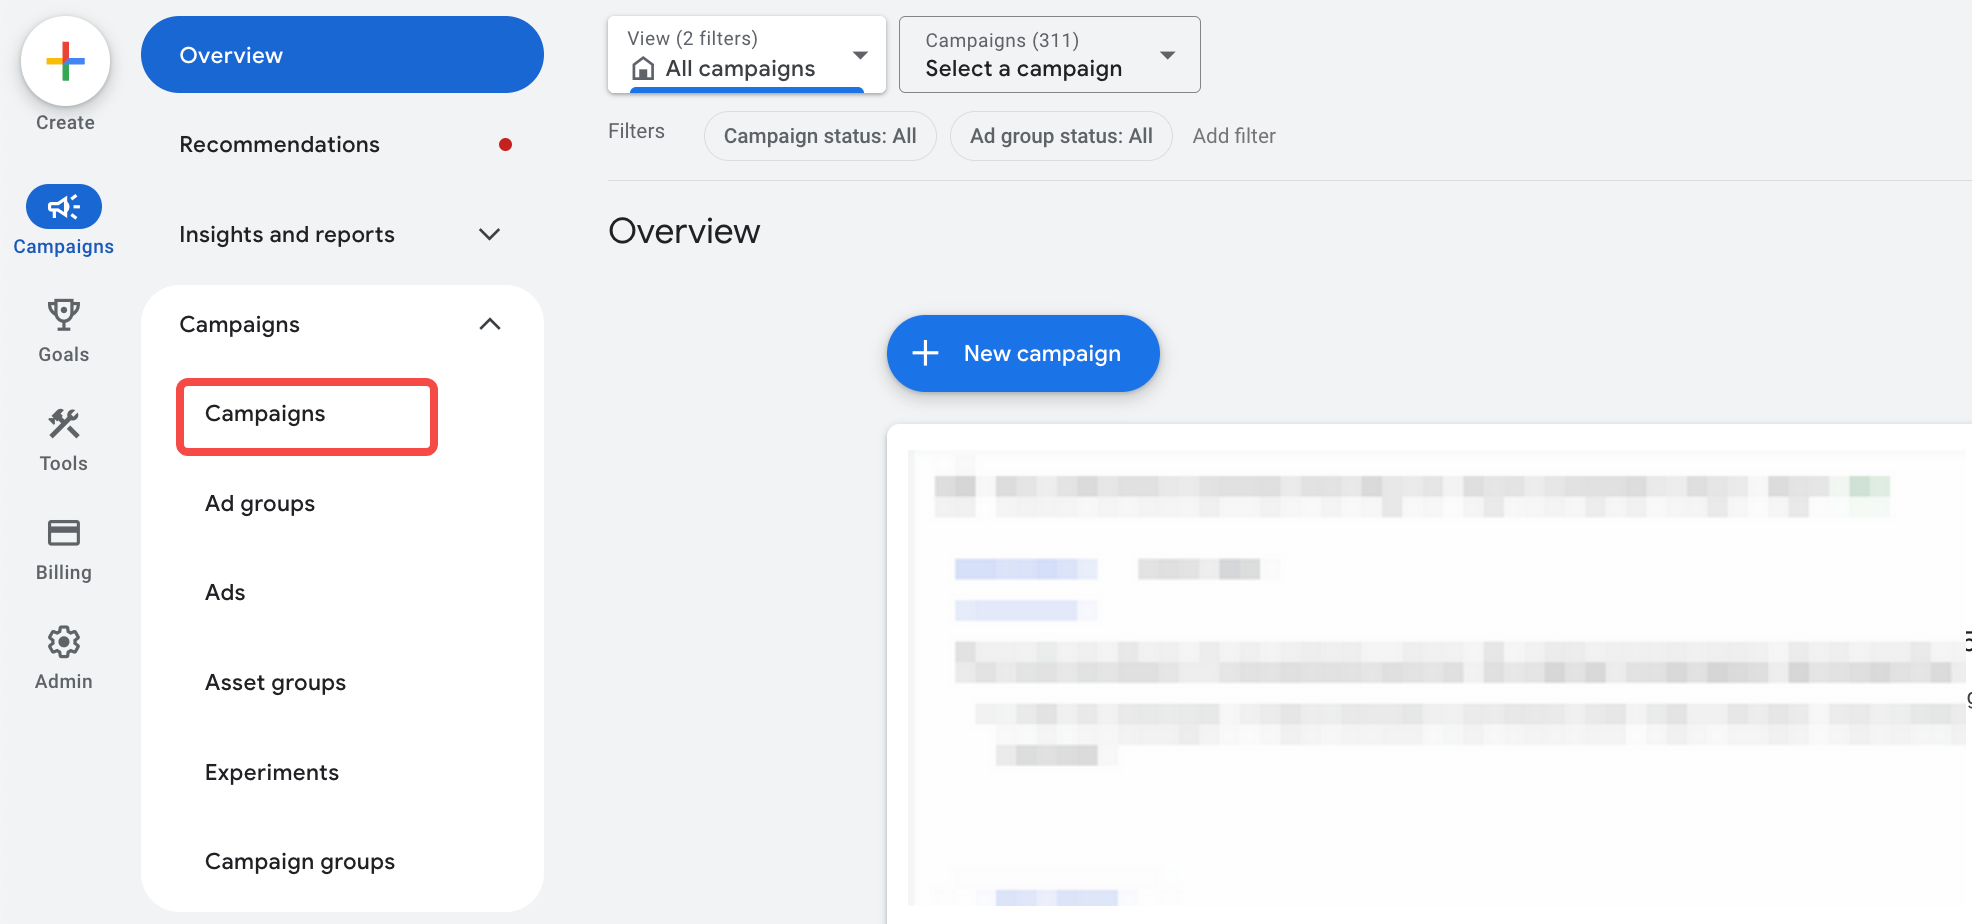 Create
Campaigns
Goals
Tools
Billing
Admin
Overview
Recommendations
Insights and reports
Campaigns
Campaigns
Ad groups
Ads
Asset groups
Experiments
Campaign groups
View (2 filters)
All campaigns
Campaigns (311)
Select a campaign
Filters
Campaign status: All
Ad group status: All
Add filter
Overview
New campaign